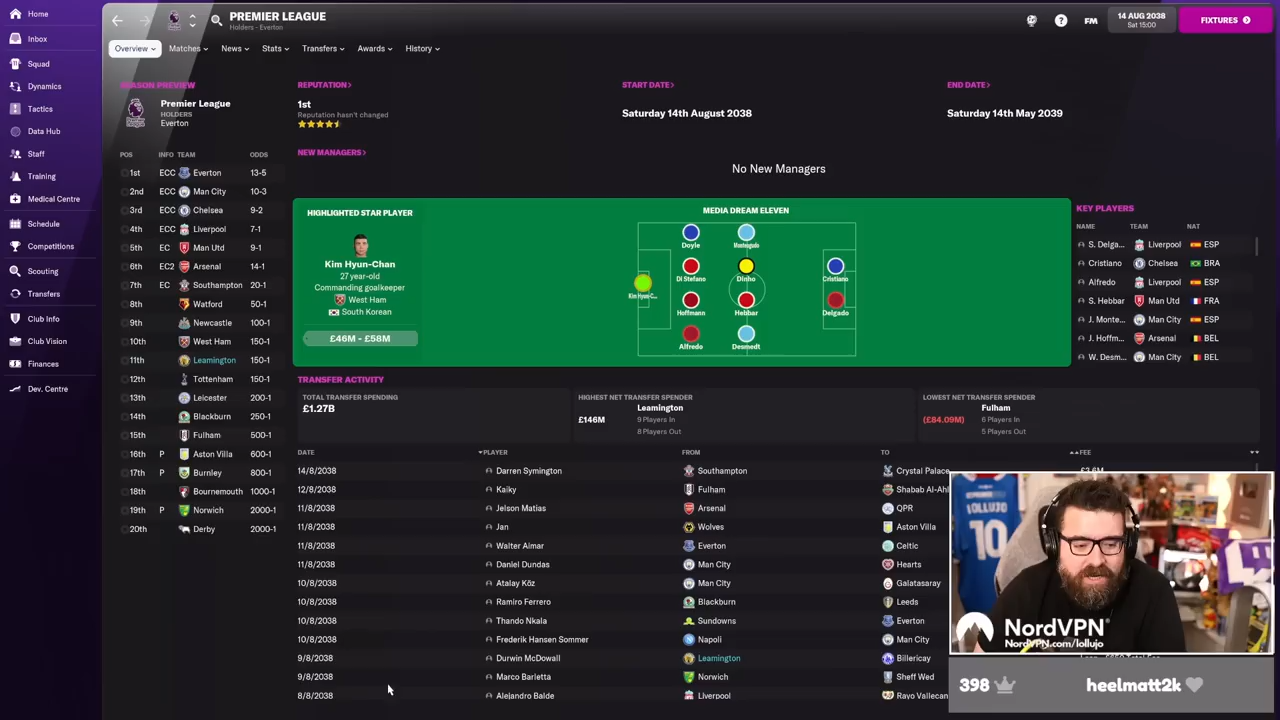 Home
Inbox
Squad
Dynamics
Tactics
Data Hub
Staff
Training
Medical Centre
Schedule
Competitions
Scouting
Transfers
Club Info
Club Vision
Finances
Dev. Centre
PREMIER LEAGUE
Holders - Everton
FM
14 AUG 2038
Sat 15:00
FIXTURES
Overview Matches News Stats Transfers Awards History
SEASON PREVIEW
Premier League
HOLDERS
Everton
REPUTATION
1st
Reputation hasn't changed
START DATE
Saturday 14th August 2038
END DATE
Saturday 14th May 2039
NEW MANAGERS
No New Managers
POS INFO TEAM ODDS
1st ECC Everton 13-5
2nd ECC Man City 10-3
3rd ECC Chelsea 9-2
4th ECC Liverpool 7-1
5th EC Man Utd 9-1
6th EC2 Arsenal 14-1
7th EC Southampton 20-1
8th Watford 50-1
9th Newcastle 100-1
10th West Ham 150-1
11th Leamington 150-1
12th Tottenham 150-1
13th Leicester 200-1
14th Blackburn 250-1
15th Fulham 500-1
16th P Aston Villa 600-1
17th P Burnley 800-1
18th Bournemouth 1000-1
19th P Norwich 2000-1
20th Derby 2000-1
HIGHLIGHTED STAR PLAYER
Kim Hyun-Chan
27 year-old
Commanding goalkeeper
West Ham
South Korean
£46M - £58M
MEDIA DREAM ELEVEN
Doyle
Di Stefano Dinho
Kim Hyun-C... Cristiano
Hoffmann Hebbar Delgado
Alfredo Desmedt
KEY PLAYERS
NAME TEAM NAT
S. Delga... Liverpool ESP
Cristiano Chelsea BRA
Alfredo Liverpool ESP
S. Hebbar Man Utd FRA
J. Monte... Man City ESP
J. Hoffm... Arsenal BEL
W. Desm... Man City BEL
TRANSFER ACTIVITY
TOTAL TRANSFER SPENDING
£1.27B
HIGHEST NET TRANSFER SPENDER
£146M Leamington
9 Players In
8 Players Out
LOWEST NET TRANSFER SPENDER
(£84.09M) Fulham
6 Players In
5 Players Out
DATE PLAYER FROM TO FEE
14/8/2038 Darren Symington Southampton Crystal Palace £3.6M
12/8/2038 Kaiky Fulham Shabab Al-Ahl
11/8/2038 Jelson Matias Arsenal QPR
11/8/2038 Jan Wolves Aston Villa
11/8/2038 Walter Aimar Everton Celtic
11/8/2038 Daniel Dundas Man City Hearts
10/8/2038 Atalay Köz Man City Galatasaray
10/8/2038 Ramiro Ferrero Blackburn Leeds
10/8/2038 Thando Nkala Sundowns Everton
10/8/2038 Frederik Hansen Sommer Napoli Man City
9/8/2038 Durwin McDowall Leamington Billericay
9/8/2038 Marco Barletta Norwich Sheff Wed
8/8/2038 Alejandro Balde Liverpool Rayo Vallecan
LOLLUJO
10
NordVPN®
NordVPN.com/lollujo
398 heelmatt2k